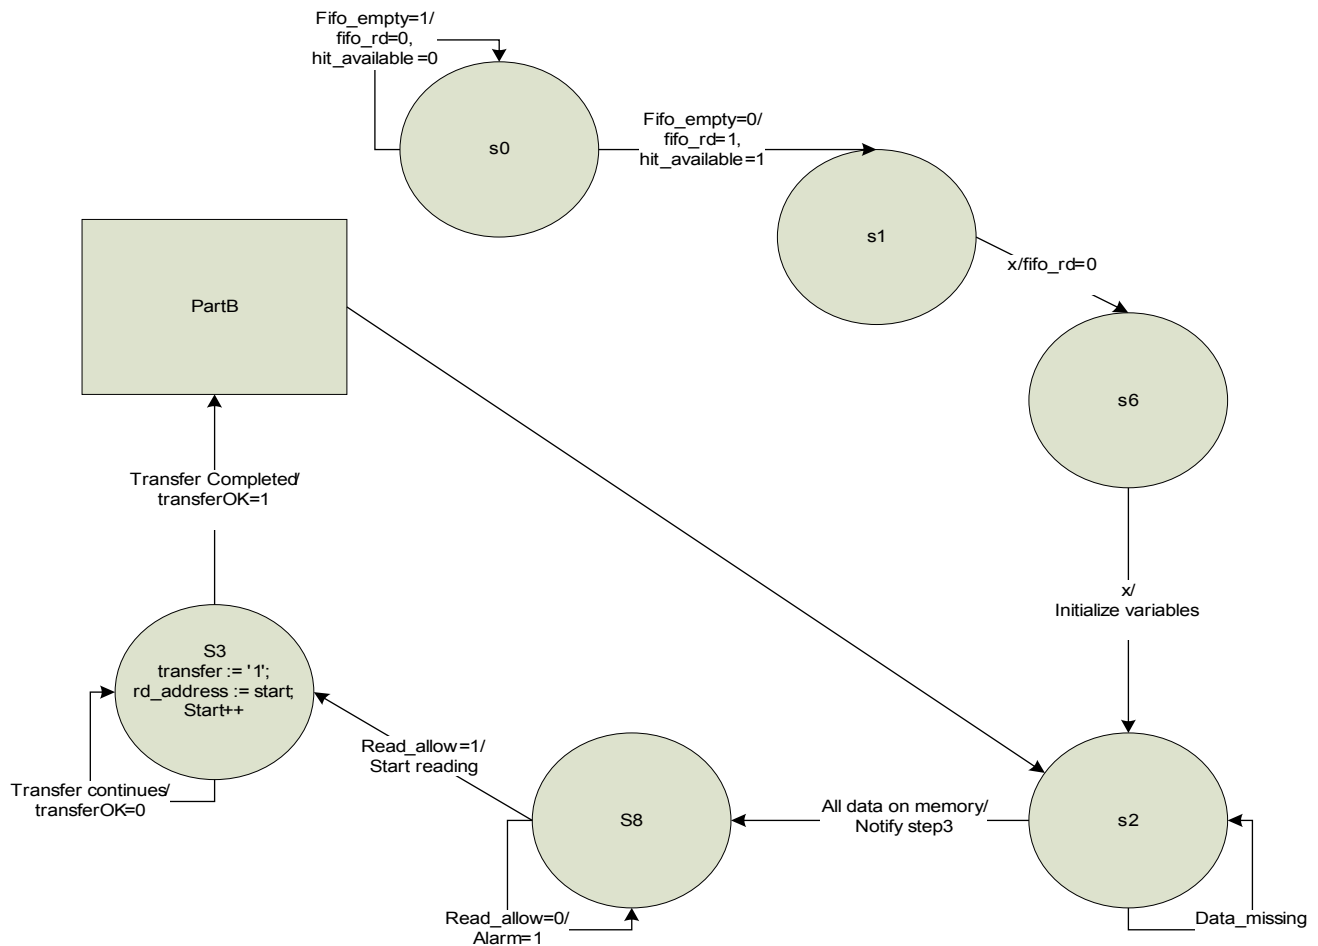 Fifo_empty=1/
fifo_rd=0,
hit_available=0
s0
Fifo_empty=0/
fifo_rd=1,
hit_available=1
s1
x/fifo_rd=0
PartB
s6
Transfer Completed/
transferOK=1
x/
Initialize variables
S3
transfer := '1';
rd_address := start;
Start++
Read_allow=1/
Start reading
Transfer continues/
transferOK=0
S8
All data on memory/
Notify step3
s2
Read_allow=0/
Alarm=1
Data_missing